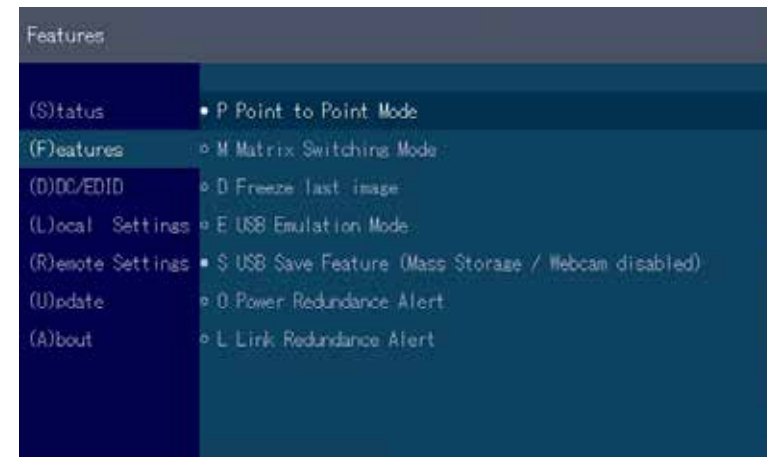 Features
(S)tatus
• P Point to Point Mode
(F)eatures
o M Matrix Switching Mode
(D)DC/EDID
o D Freeze last image
(L)ocal Settings
o E USB Emulation Mode
(R)emote Settings
• S USB Save Feature (Mass Storage / Webcam disabled)
(U)pdate
o O Power Redundance Alert
(A)bout
o L Link Redundance Alert